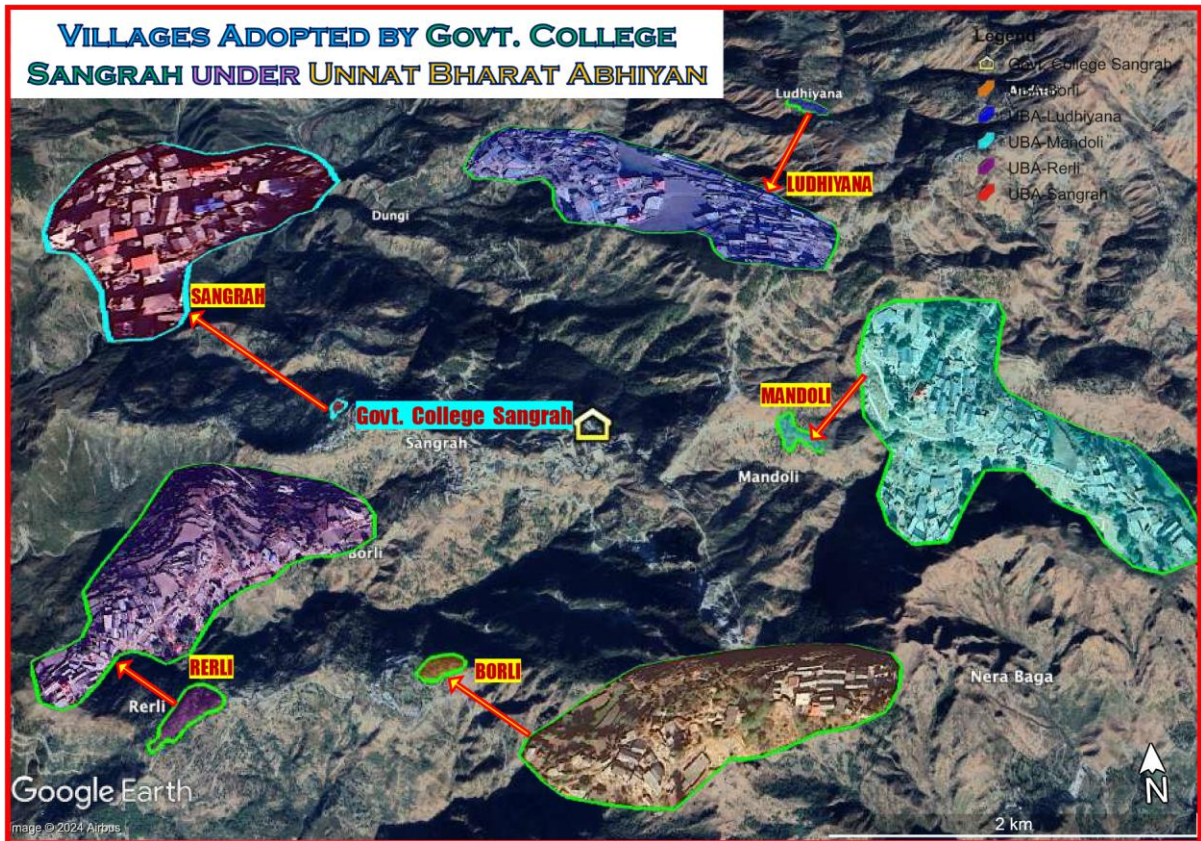 VILLAGES ADOPTED BY GOVT. COLLEGE
SANGRAH UNDER UNNAT BHARAT ABHIYAN
Legend
Govt. College Sangrah
UBA-Borli
UBA-Ludhiyana
UBA-Mandoli
UBA-Rerli
UBA-Sangrah
Ludhiyana
LUDHIYANA
Dungi
SANGRAH
MANDOLI
Govt. College Sangrah
Sangrah
Mandoli
Borli
RERLI
BORLI
Rerli
Nera Baga
Google Earth
N
Image © 2024 Airbus
2 km